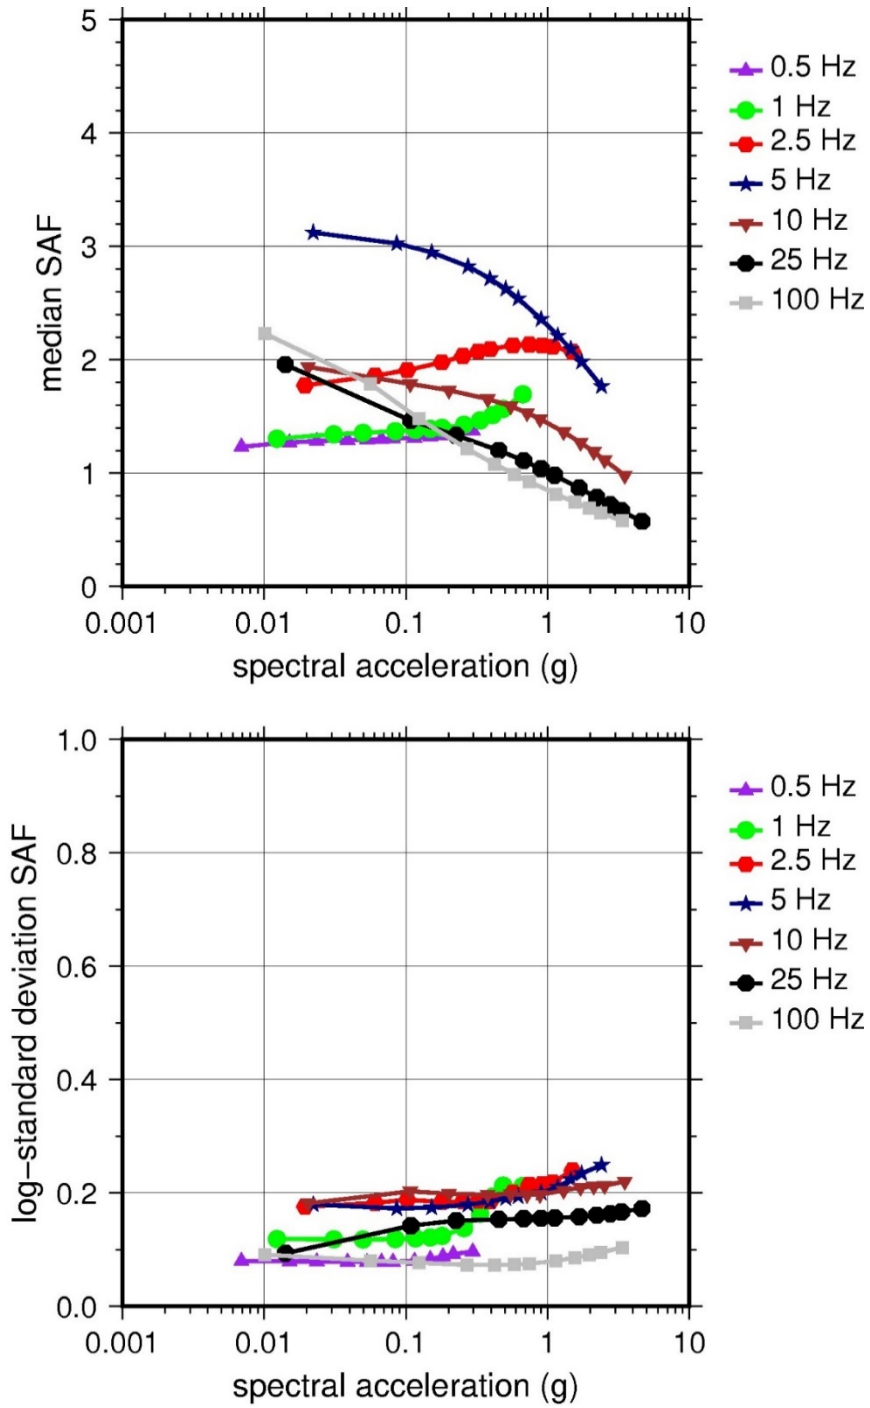 5
4
3
2
1
0
median SAF
0.001
0.01
0.1
1
10
spectral acceleration (g)
0.5 Hz
1 Hz
2.5 Hz
5 Hz
10 Hz
25 Hz
100 Hz
1.0
0.8
0.6
0.4
0.2
0.0
log−standard deviation SAF
0.001
0.01
0.1
1
10
spectral acceleration (g)
0.5 Hz
1 Hz
2.5 Hz
5 Hz
10 Hz
25 Hz
100 Hz